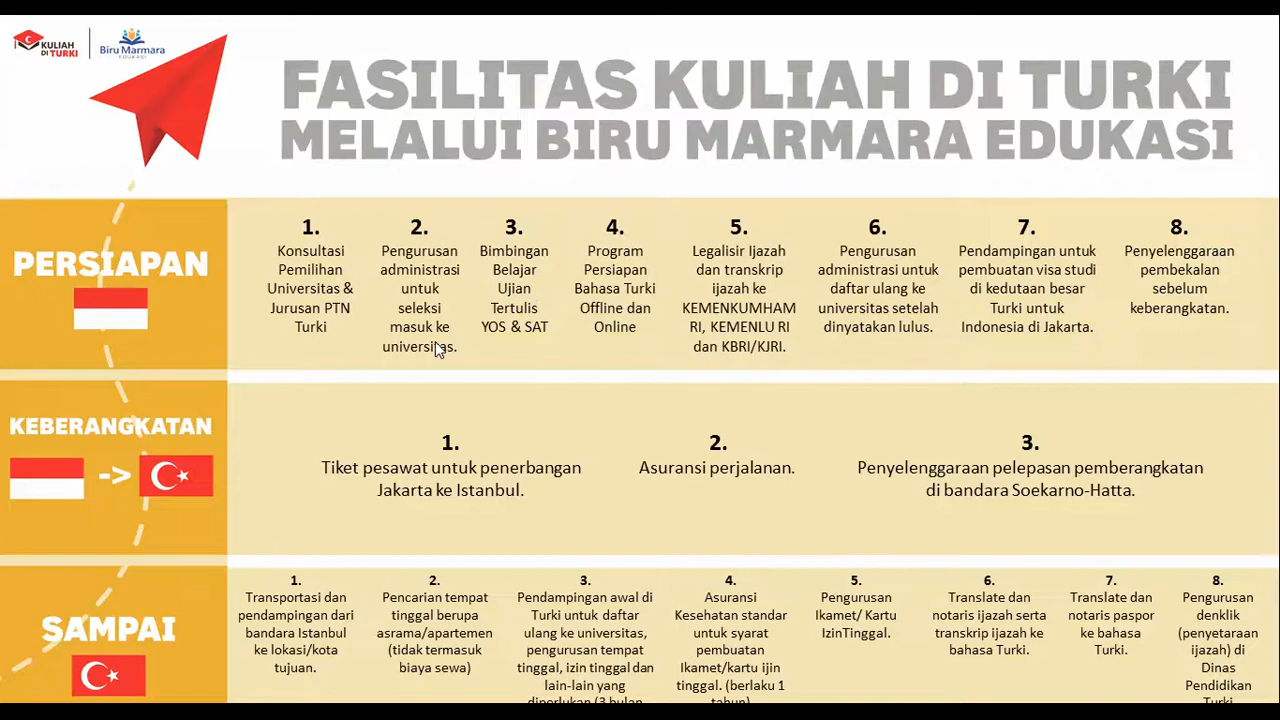 KULIAH
DI TURKI
Biru Marmara
EDUKASI
FASILITAS KULIAH DI TURKI
MELALUI BIRU MARMARA EDUKASI
PERSIAPAN
1.
Konsultasi
Pemilihan
Universitas &
Jurusan PTN
Turki
2.
Pengurusan
administrasi
untuk
seleksi
masuk ke
universitas.
3.
Bimbingan
Belajar
Ujian
Tertulis
YOS & SAT
4.
Program
Persiapan
Bahasa Turki
Offline dan
Online
5.
Legalisir Ijazah
dan transkrip
ijazah ke
KEMENKUMHAM
RI, KEMENLU RI
dan KBRI/KJRI.
6.
Pengurusan
administrasi untuk
daftar ulang ke
universitas setelah
dinyatakan lulus.
7.
Pendampingan untuk
pembuatan visa studi
di kedutaan besar
Turki untuk
Indonesia di Jakarta.
8.
Penyelenggaraan
pembekalan
sebelum
keberangkatan.
KEBERANGKATAN
->
1.
Tiket pesawat untuk penerbangan
Jakarta ke Istanbul.
2.
Asuransi perjalanan.
3.
Penyelenggaraan pelepasan pemberangkatan
di bandara Soekarno-Hatta.
SAMPAI
1.
Transportasi dan
pendampingan dari
bandara Istanbul
ke lokasi/kota
tujuan.
2.
Pencarian tempat
tinggal berupa
asrama/apartemen
(tidak termasuk
biaya sewa)
3.
Pendampingan awal di
Turki untuk daftar
ulang ke universitas,
pengurusan tempat
tinggal, izin tinggal dan
lain-lain yang
diperlukan (3 bulan
4.
Asuransi
Kesehatan standar
untuk syarat
pembuatan
Ikamet/kartu ijin
tinggal. (berlaku 1
tahun)
5.
Pengurusan
Ikamet/ Kartu
IzinTinggal.
6.
Translate dan
notaris ijazah serta
transkrip ijazah ke
bahasa Turki.
7.
Translate dan
notaris paspor
ke bahasa
Turki.
8.
Pengurusan
denklik
(penyetaraan
ijazah) di
Dinas
Pendidikan
Turki